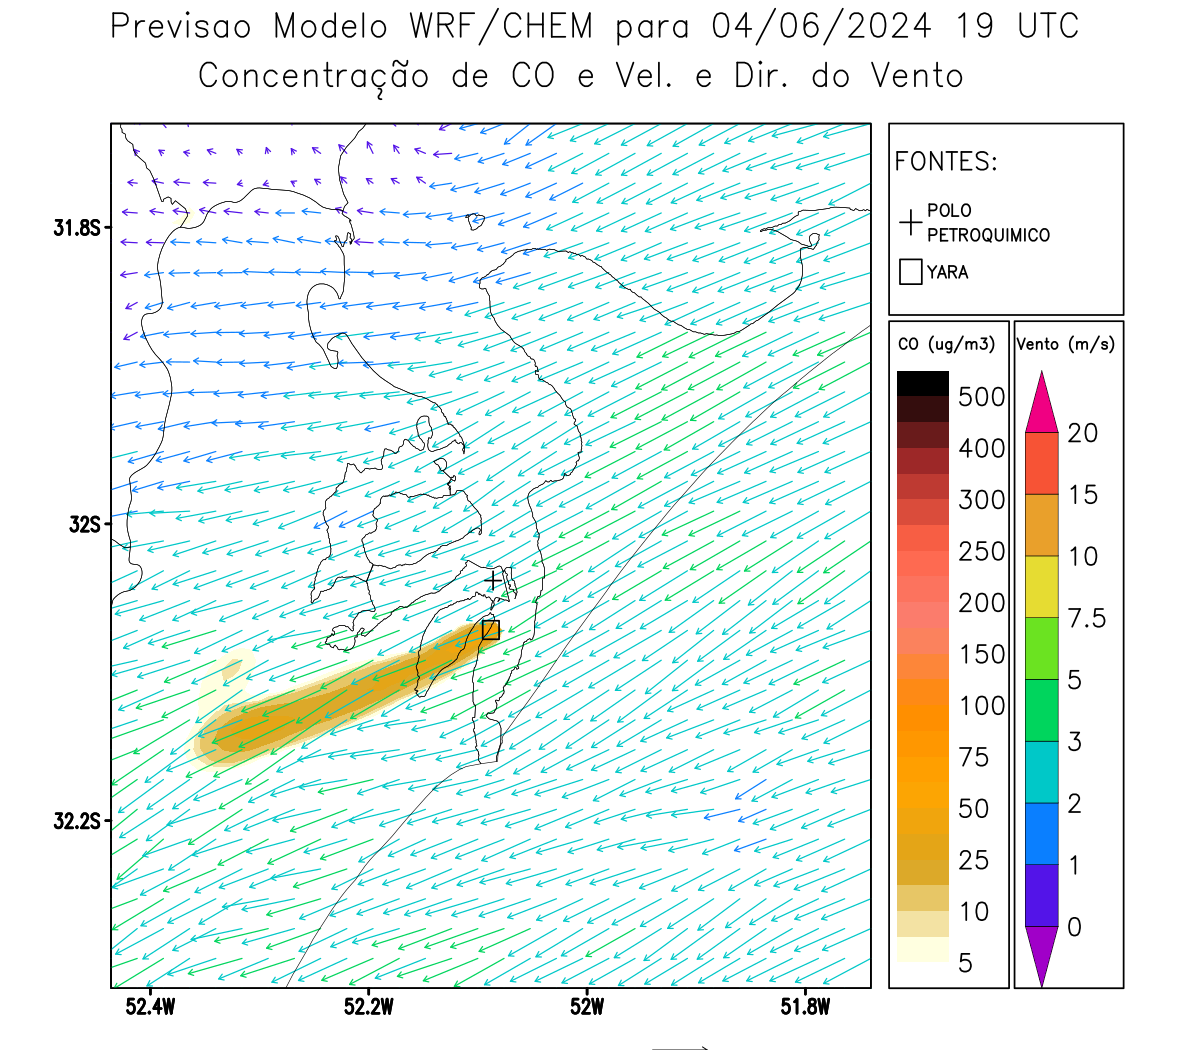 Previsao Modelo WRF/CHEM para 04/06/2024 19 UTC
Concentração de CO e Vel. e Dir. do Vento
FONTES:
POLO
PETROQUIMICO
YARA
CO (ug/m3)
500
400
300
250
200
150
100
75
50
25
10
5
Vento (m/s)
20
15
10
7.5
5
3
2
1
0
31.8S
32S
32.2S
52.4W
52.2W
52W
51.8W